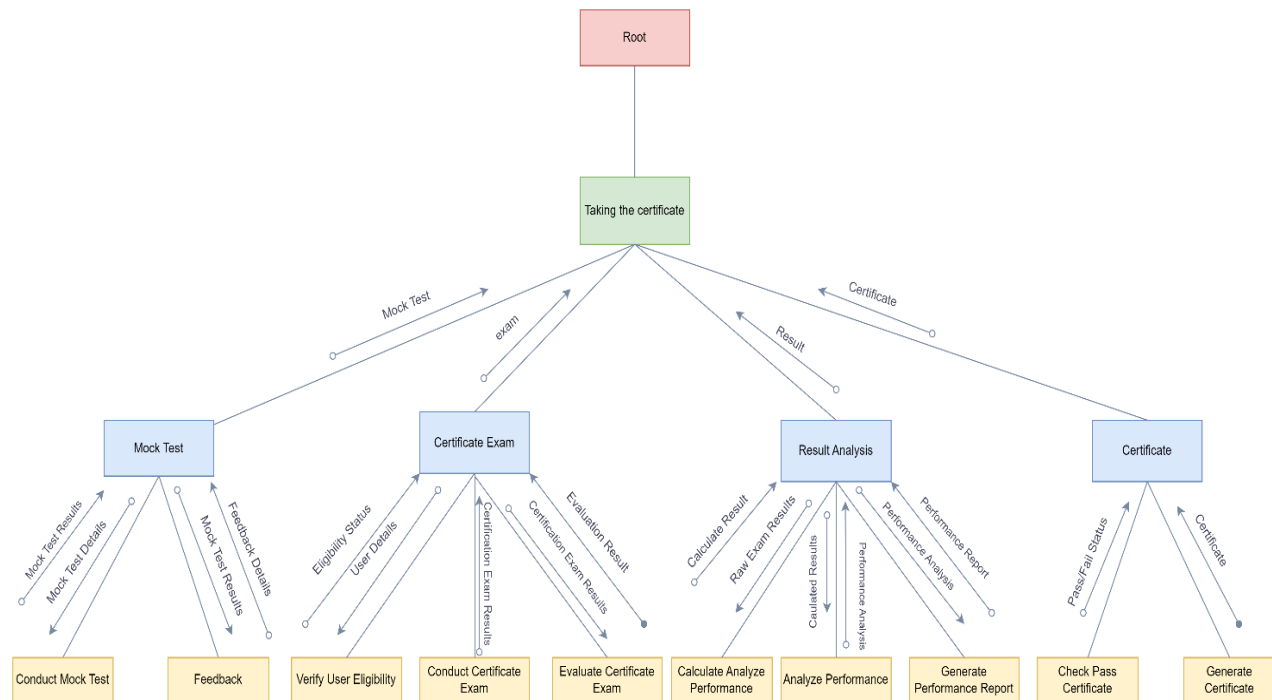 Root
Taking the certificate
Mock Test
exam
Result
Certificate
Mock Test
Certificate Exam
Result Analysis
Certificate
Mock Test Results
Mock Test Details
Mock Test Results
Feedback Details
Eligibility Status
User Details
Certification Exam Results
Certification Exam Results
Evaluation Result
Calculate Result
Raw Exam Results
Caulated Results
Performance Analysis
Performance Analysis
Performance Report
Pass/Fail Status
Certificate
Conduct Mock Test
Feedback
Verify User Eligibility
Conduct Certificate
Exam
Evaluate Certificate
Exam
Calculate Analyze
Performance
Analyze Performance
Generate
Performance Report
Check Pass
Certificate
Generate
Certificate